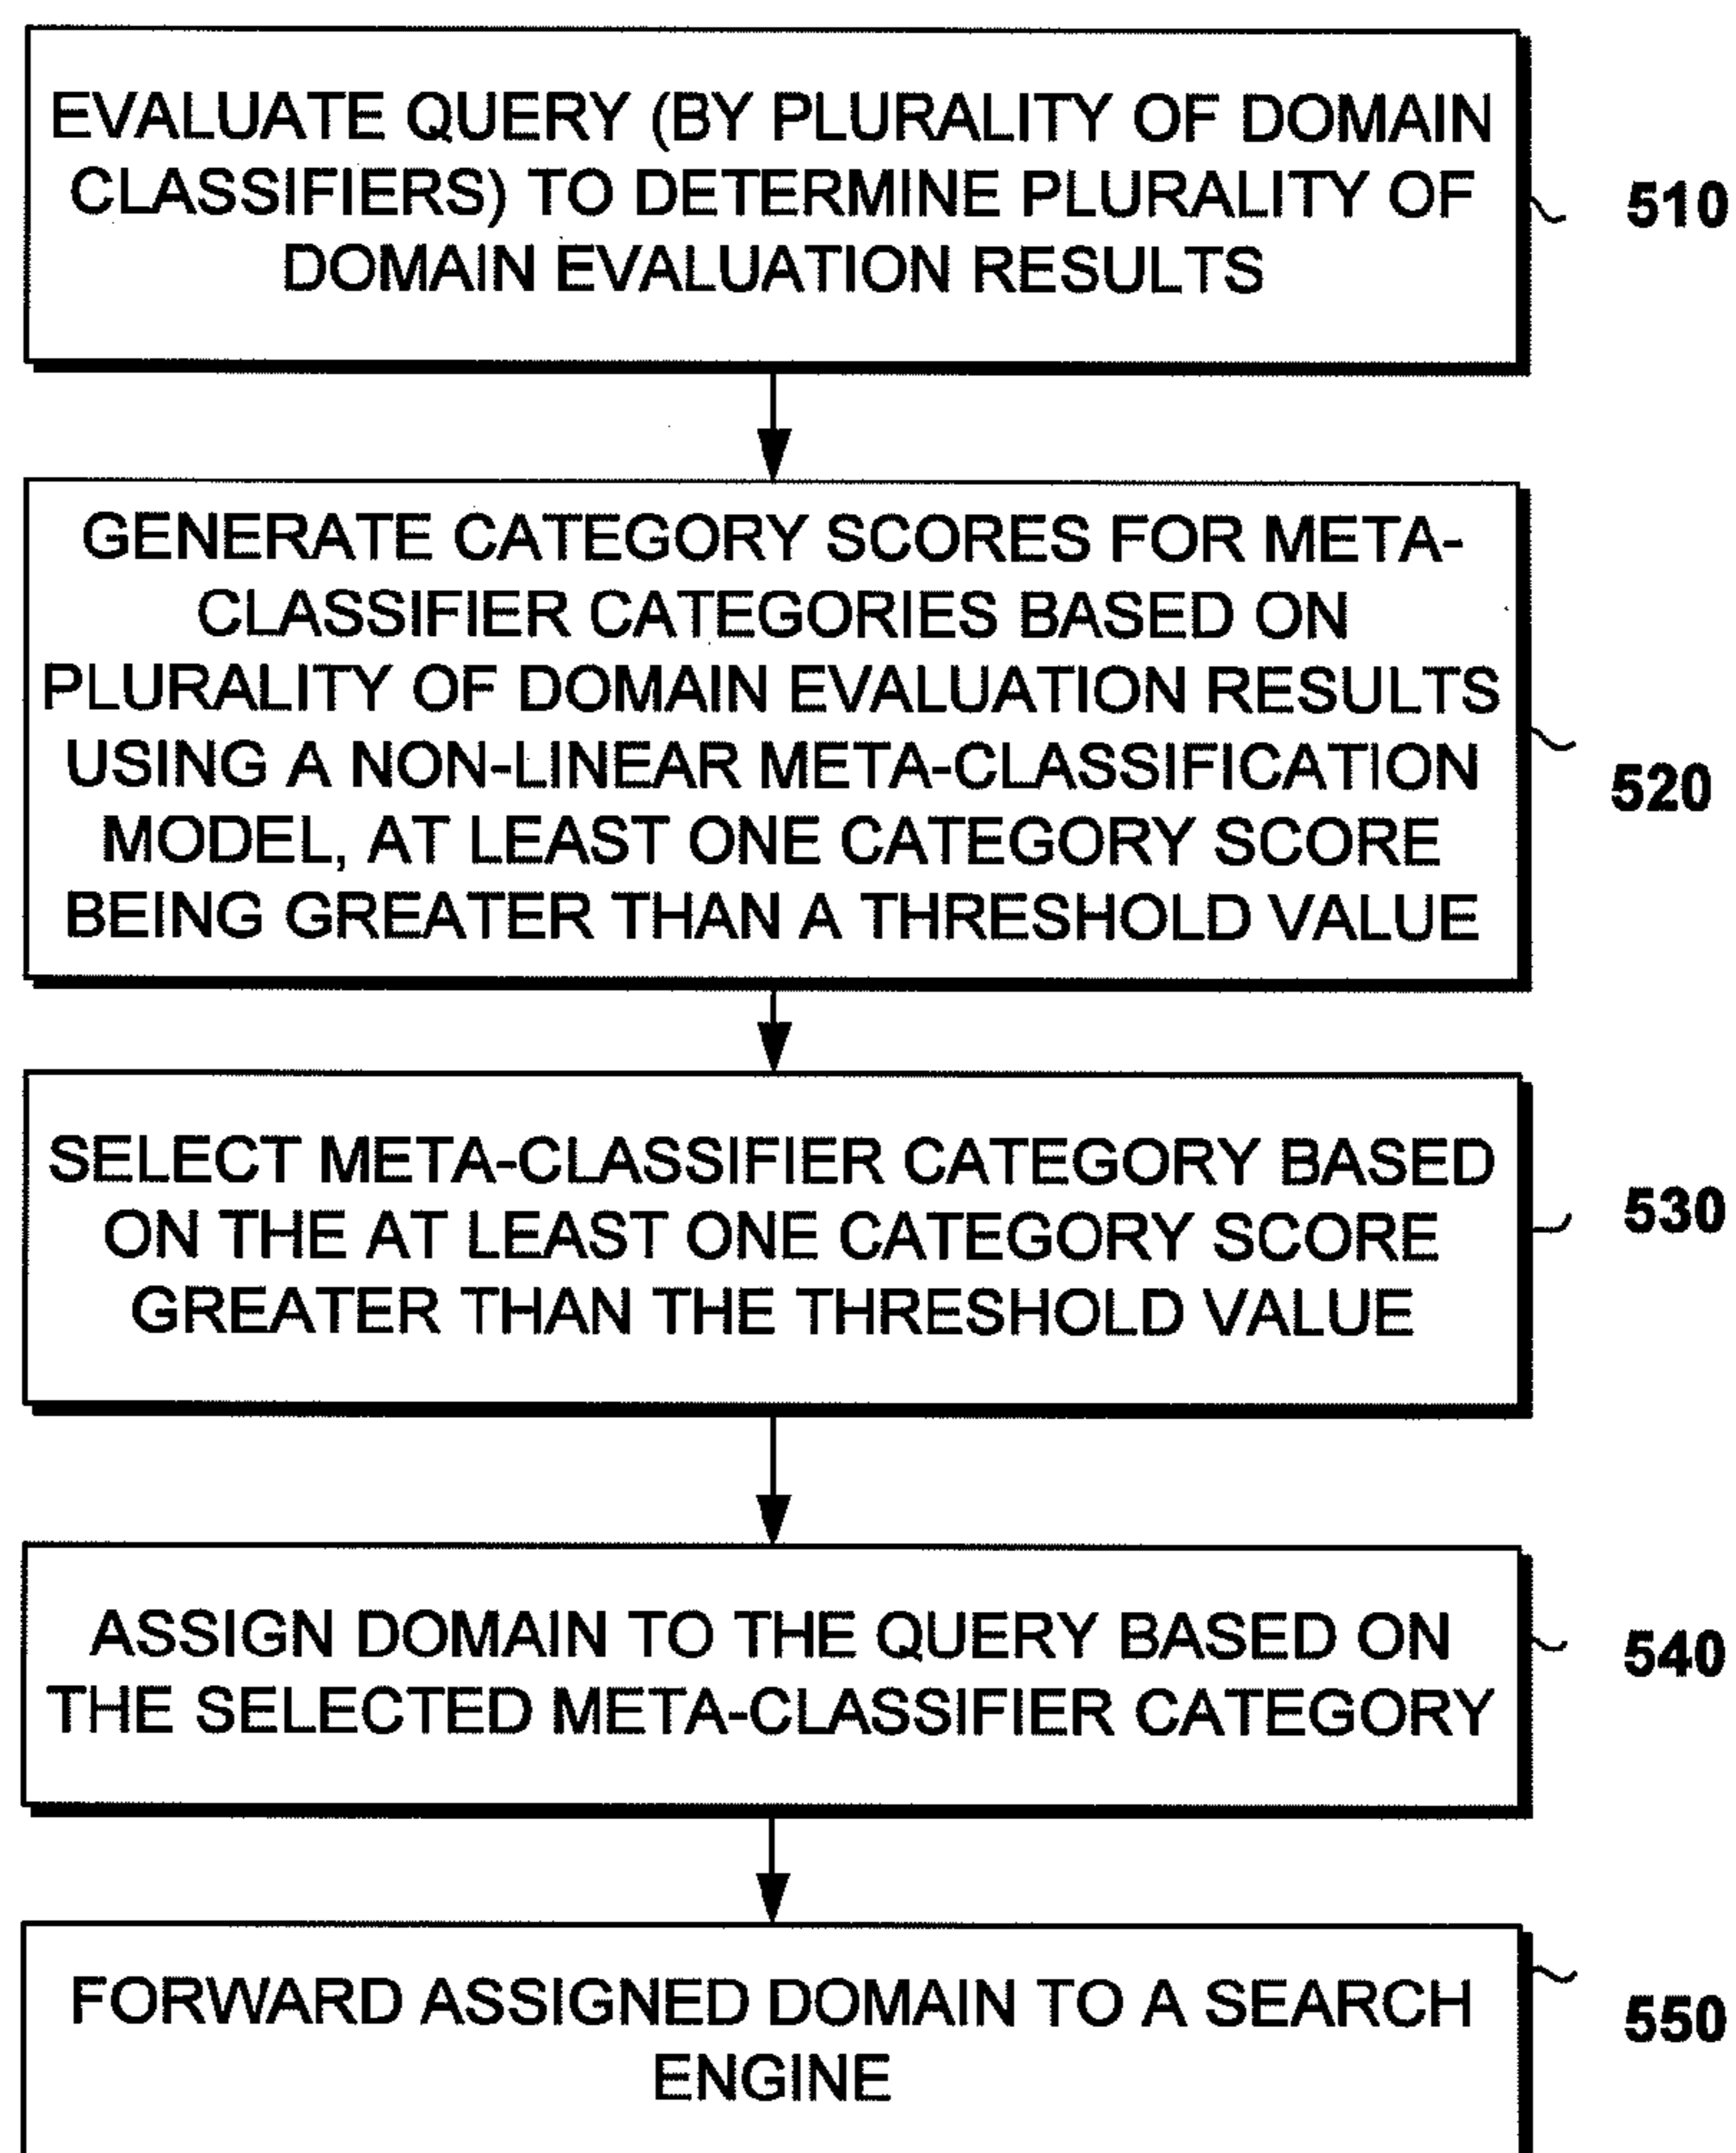 EVALUATE QUERY (BY PLURALITY OF DOMAIN
CLASSIFIERS) TO DETERMINE PLURALITY OF
DOMAIN EVALUATION RESULTS
510
GENERATE CATEGORY SCORES FOR META-
CLASSIFIER CATEGORIES BASED ON
PLURALITY OF DOMAIN EVALUATION RESULTS
USING A NON-LINEAR META-CLASSIFICATION
MODEL, AT LEAST ONE CATEGORY SCORE
BEING GREATER THAN A THRESHOLD VALUE
520
SELECT META-CLASSIFIER CATEGORY BASED
ON THE AT LEAST ONE CATEGORY SCORE
GREATER THAN THE THRESHOLD VALUE
530
ASSIGN DOMAIN TO THE QUERY BASED ON
THE SELECTED META-CLASSIFIER CATEGORY
540
FORWARD ASSIGNED DOMAIN TO A SEARCH
ENGINE
550